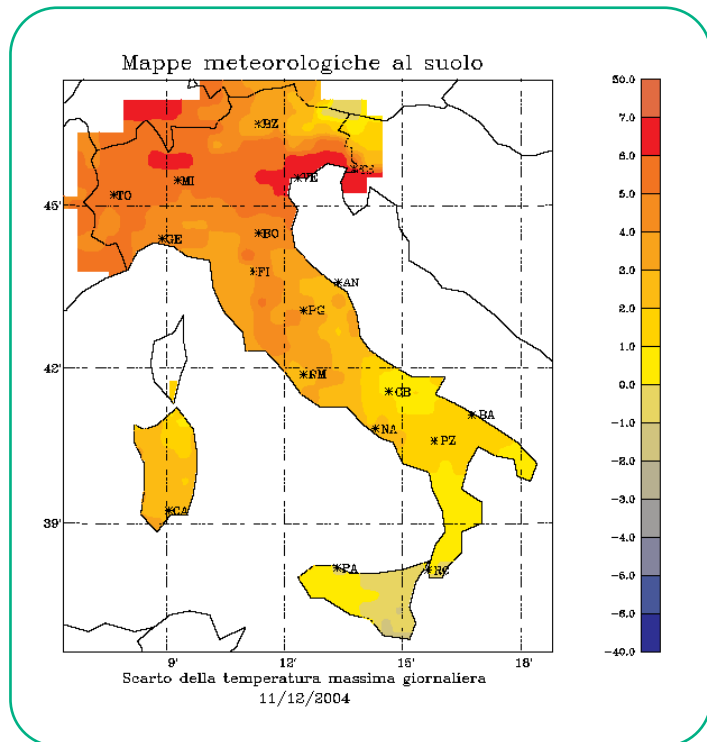 Mappe meteorologiche al suolo
50.0
7.0
6.0
5.0
4.0
3.0
2.0
1.0
0.0
-1.0
-2.0
-3.0
-4.0
-5.0
-6.0
-40.0
45'
42'
39'
9'
12'
15'
18'
*BZ
*TS
*MI
*VE
*TO
*GE
*BO
*FI
*AN
*PG
*RM
*CB
*BA
*NA
*PZ
*CA
*PA
*RC
Scarto della temperatura massima giornaliera
11/12/2004